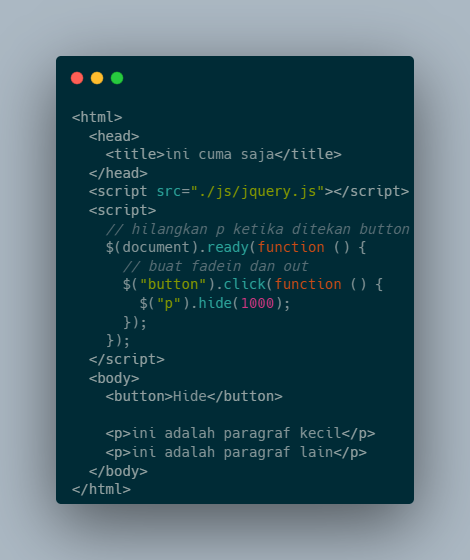 <html>
  <head>
    <title>ini cuma saja</title>
  </head>
  <script src="./js/jquery.js"></script>
  <script>
    // hilangkan p ketika ditekan button
    $(document).ready(function () {
      // buat fadein dan out
      $("button").click(function () {
        $("p").hide(1000);
      });
    });
  </script>
  <body>
    <button>Hide</button>

    <p>ini adalah paragraf kecil</p>
    <p>ini adalah paragraf lain</p>
  </body>
</html>